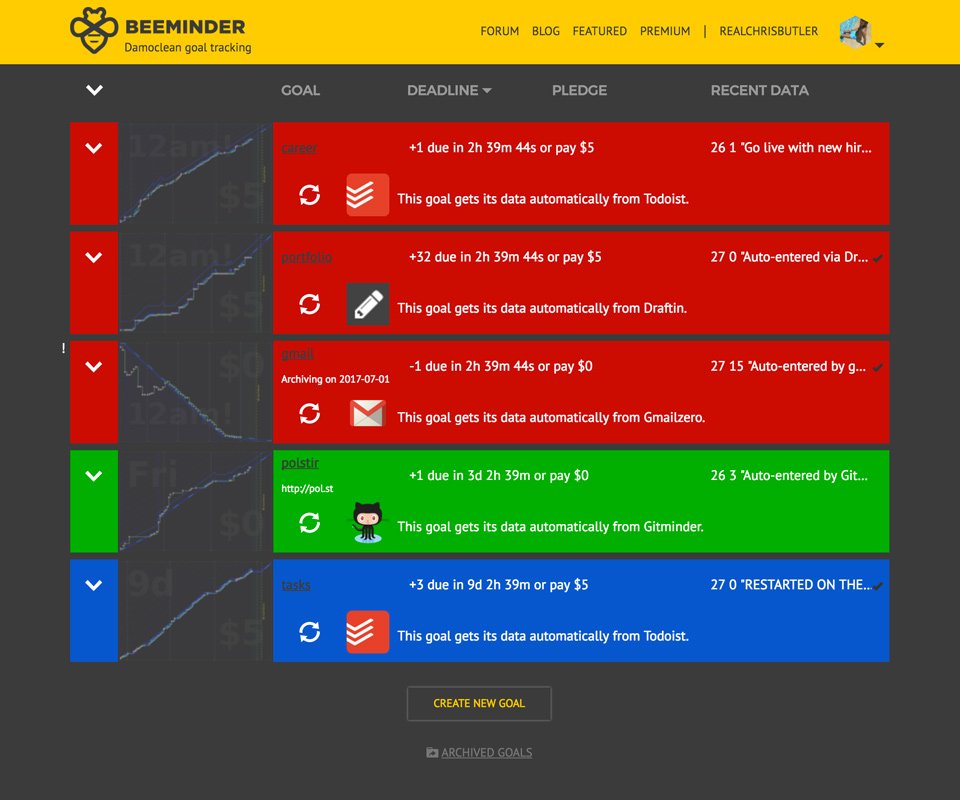 BEEMINDER
Damoclean goal tracking
FORUM BLOG FEATURED PREMIUM | REALCHRISBUTLER
GOAL DEADLINE PLEDGE RECENT DATA
12am!
$5
career +1 due in 2h 39m 44s or pay $5 26 1 "Go live with new hir...
This goal gets its data automatically from Todoist.
12am!
$5
portfolio +32 due in 2h 39m 44s or pay $5 27 0 "Auto-entered via Dr...
This goal gets its data automatically from Draftin.
!
$0
12am!
gmail
-1 due in 2h 39m 44s or pay $0 27 15 "Auto-entered by g...
Archiving on 2017-07-01
This goal gets its data automatically from Gmailzero.
Fri
$0
polstir
+1 due in 3d 2h 39m or pay $0 26 3 "Auto-entered by Git...
http://pol.st
This goal gets its data automatically from Gitminder.
9d
$5
tasks +3 due in 9d 2h 39m or pay $5 27 0 "RESTARTED ON THE...
This goal gets its data automatically from Todoist.
CREATE NEW GOAL
ARCHIVED GOALS